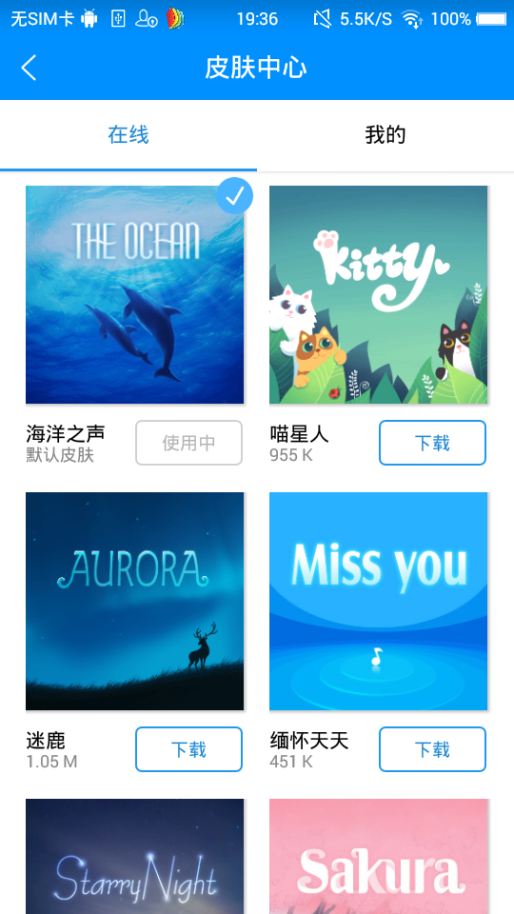 无SIM卡 19:36 5.5K/S 100%
皮肤中心
在线 我的
THE OCEAN
kitty
海洋之声
默认皮肤
使用中
喵星人
955 K
下载
AURORA
Miss you
迷鹿
1.05 M
下载
缅怀天天
451 K
下载
StarryNight
Sakura